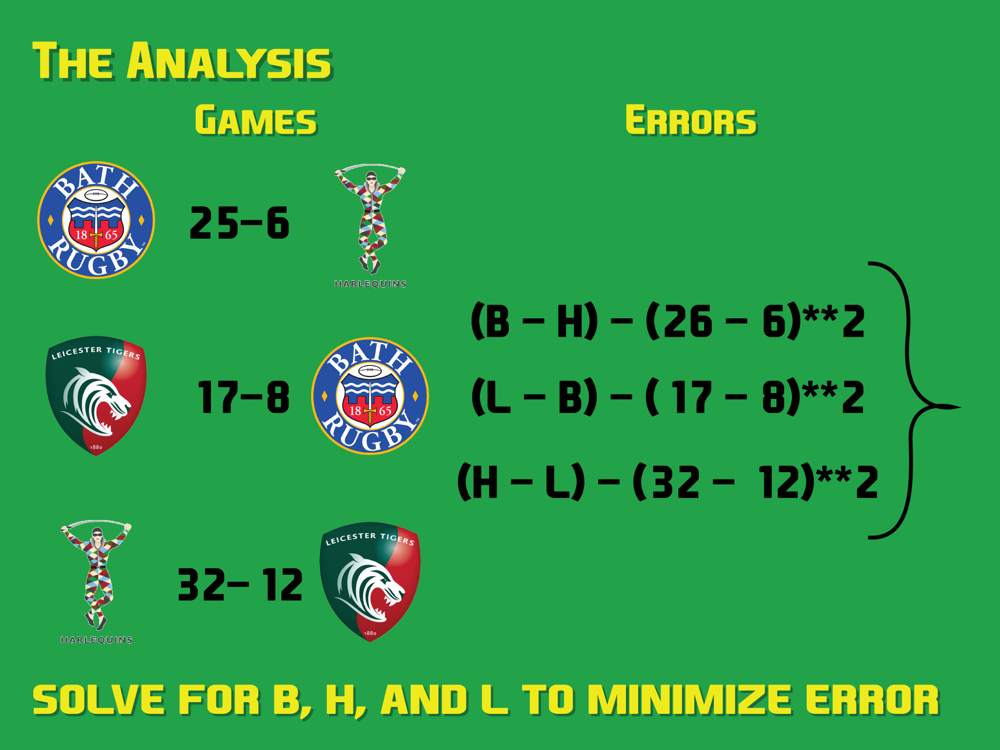 The Analysis
Games
Errors
BATH
RUGBY
18 65
TM
25-6
HARLEQUINS
(B - H) - (26 - 6)**2
LEICESTER TIGERS
1880
17-8
BATH
RUGBY
18 65
TM
(L - B) - ( 17 - 8)**2
(H - L) - (32 - 12)**2
HARLEQUINS
32- 12
LEICESTER TIGERS
1880
SOLVE FOR B, H, AND L TO MINIMIZE ERROR